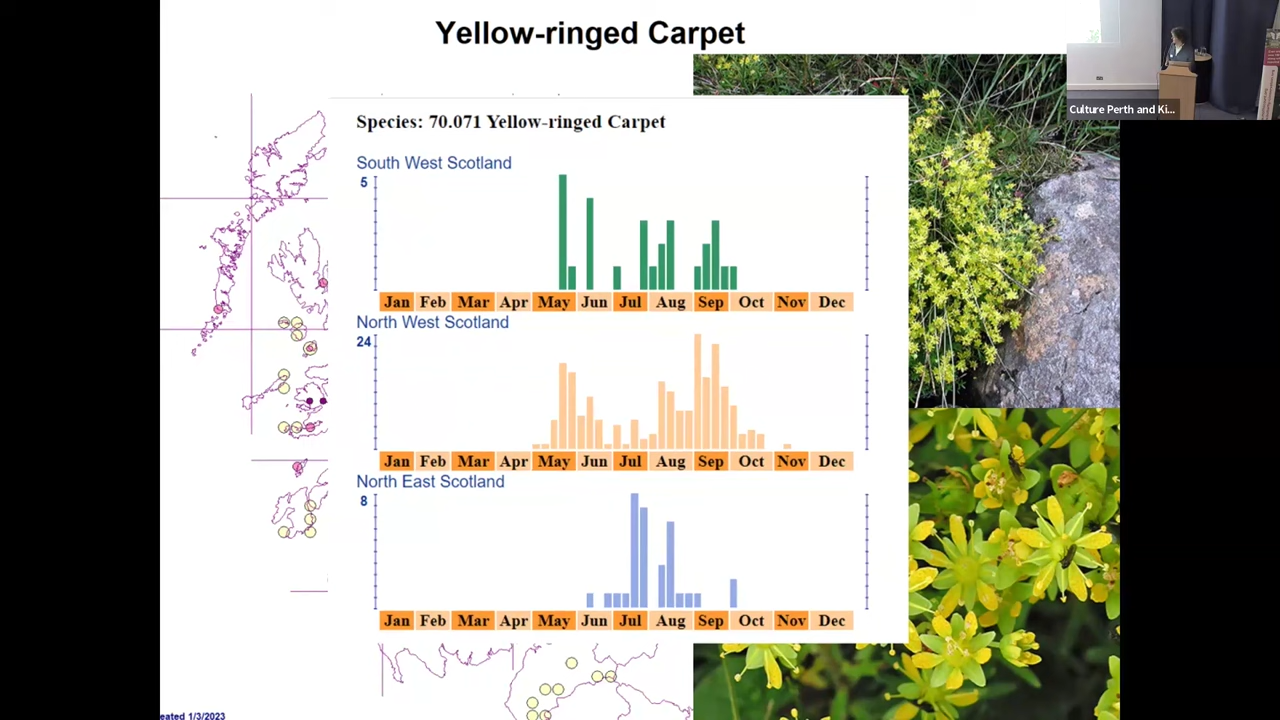 Yellow-ringed Carpet
Culture Perth and Ki...
Species: 70.071 Yellow-ringed Carpet
South West Scotland
5
Jan Feb Mar Apr May Jun Jul Aug Sep Oct Nov Dec
North West Scotland
24
Jan Feb Mar Apr May Jun Jul Aug Sep Oct Nov Dec
North East Scotland
8
Jan Feb Mar Apr May Jun Jul Aug Sep Oct Nov Dec
eated 1/3/2023